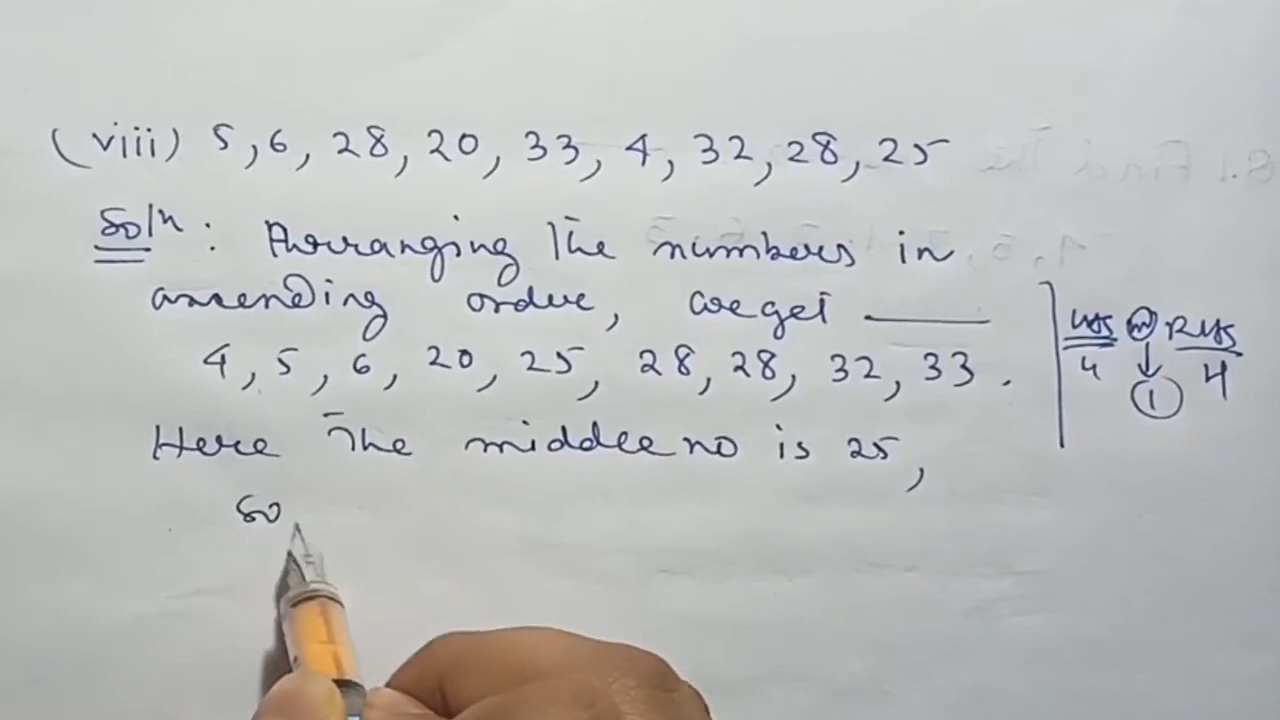 (viii) 5, 6, 28, 20, 33, 4, 32, 28, 25
Soln : Arranging The numbers in
ascending order, we get ———
4, 5, 6, 20, 25, 28, 28, 32, 33 .
Here The middle no is 25,
so
LHS m RHS
4 ↓ 4
1